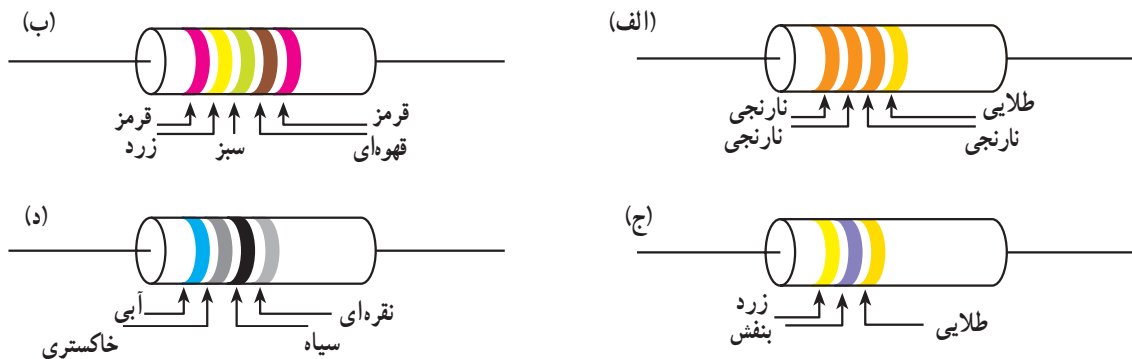 (الف)
نارنجی
نارنجی
طلایی
نارنجی
(ب)
قرمز
زرد
سبز
قرمز
قهوه‌ای
(ج)
زرد
بنفش
طلایی
(د)
آبی
خاکستری
نقره‌ای
سیاه